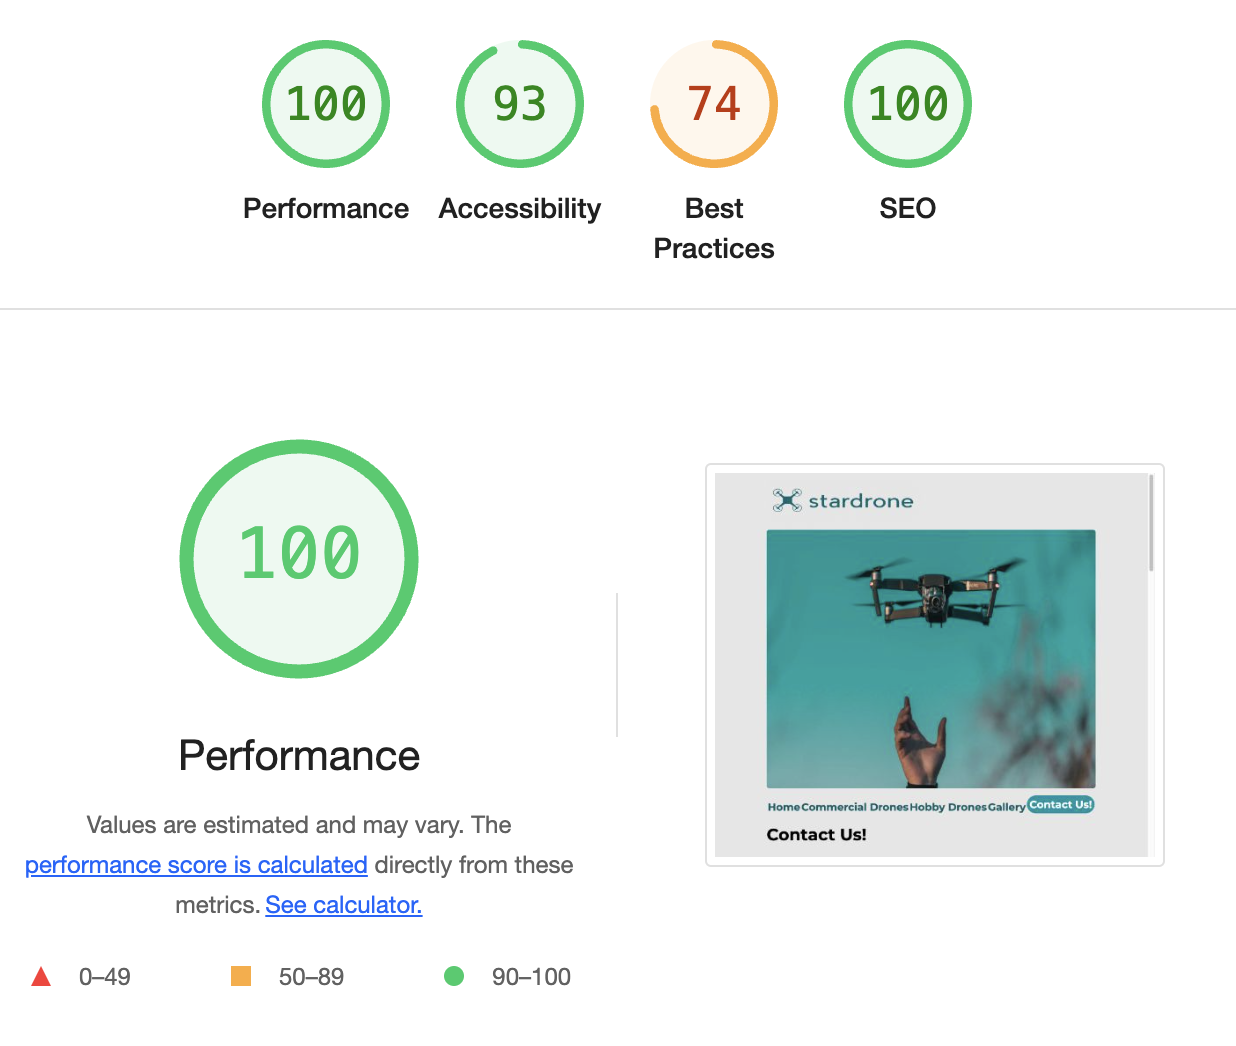 100
93
74
100
Performance
Accessibility
Best
Practices
SEO
100
Performance
Values are estimated and may vary. The
performance score is calculated directly from these
metrics. See calculator.
0–49
50–89
90–100
stardrone
Home Commercial Drones Hobby Drones Gallery Contact Us!
Contact Us!